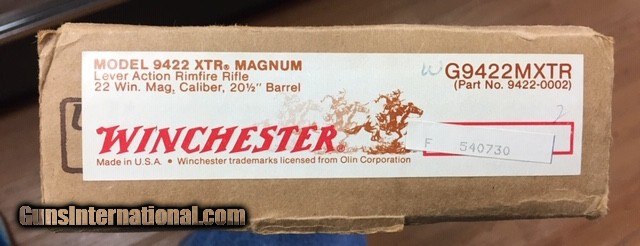 MODEL 9422 XTR® MAGNUM
Lever Action Rimfire Rifle
22 Win. Mag, Caliber, 20½" Barrel
W G9422MXTR
(Part No. 9422-0002)
WINCHESTER®
F 540730
Made in U.S.A. • Winchester trademarks licensed from Olin Corporation
GunsInternational.com